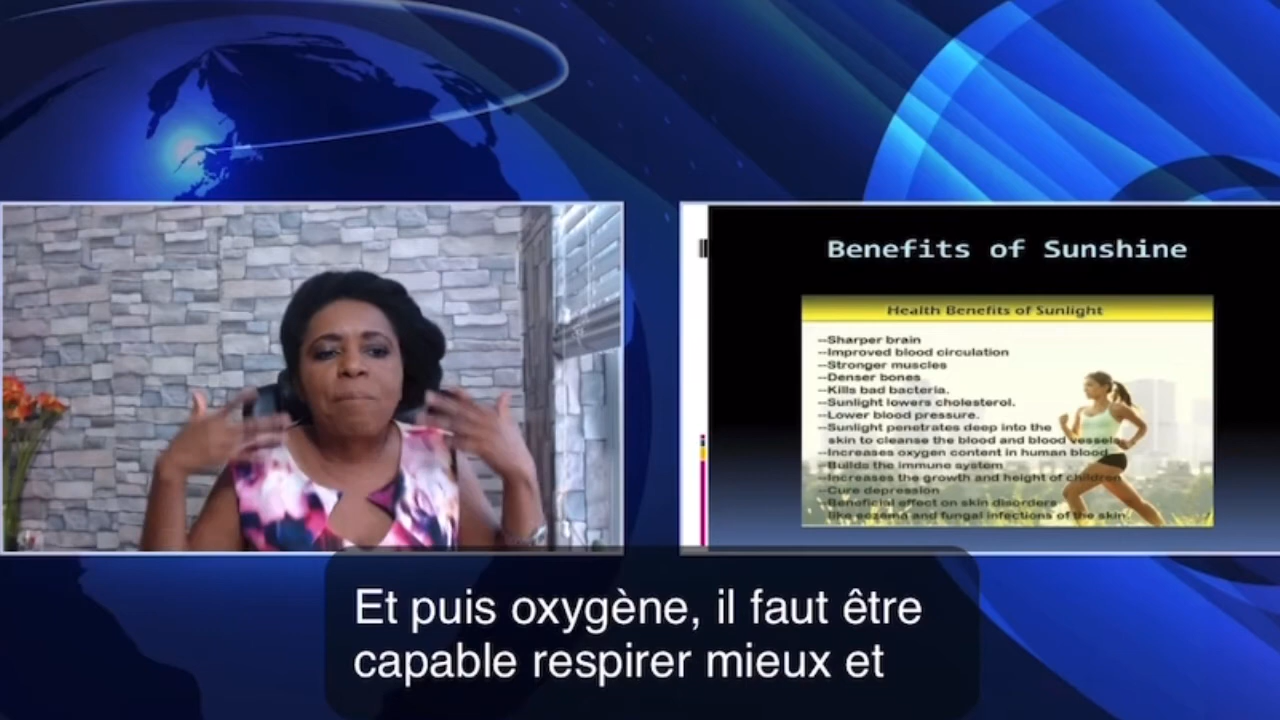 Benefits of Sunshine
Health Benefits of Sunlight
--Sharper brain
--Improved blood circulation
--Stronger muscles
--Denser bones
--Kills bad bacteria.
--Sunlight lowers cholesterol.
--Lower blood pressure.
--Sunlight penetrates deep into the
skin to cleanse the blood and blood vessels.
--Increases oxygen content in human blood
--Builds the immune system
--Increases the growth and height of children
--Cure depression
--Beneficial effect on skin disorders
like eczema and fungal infections of the skin
Et puis oxygène, il faut être
capable respirer mieux et